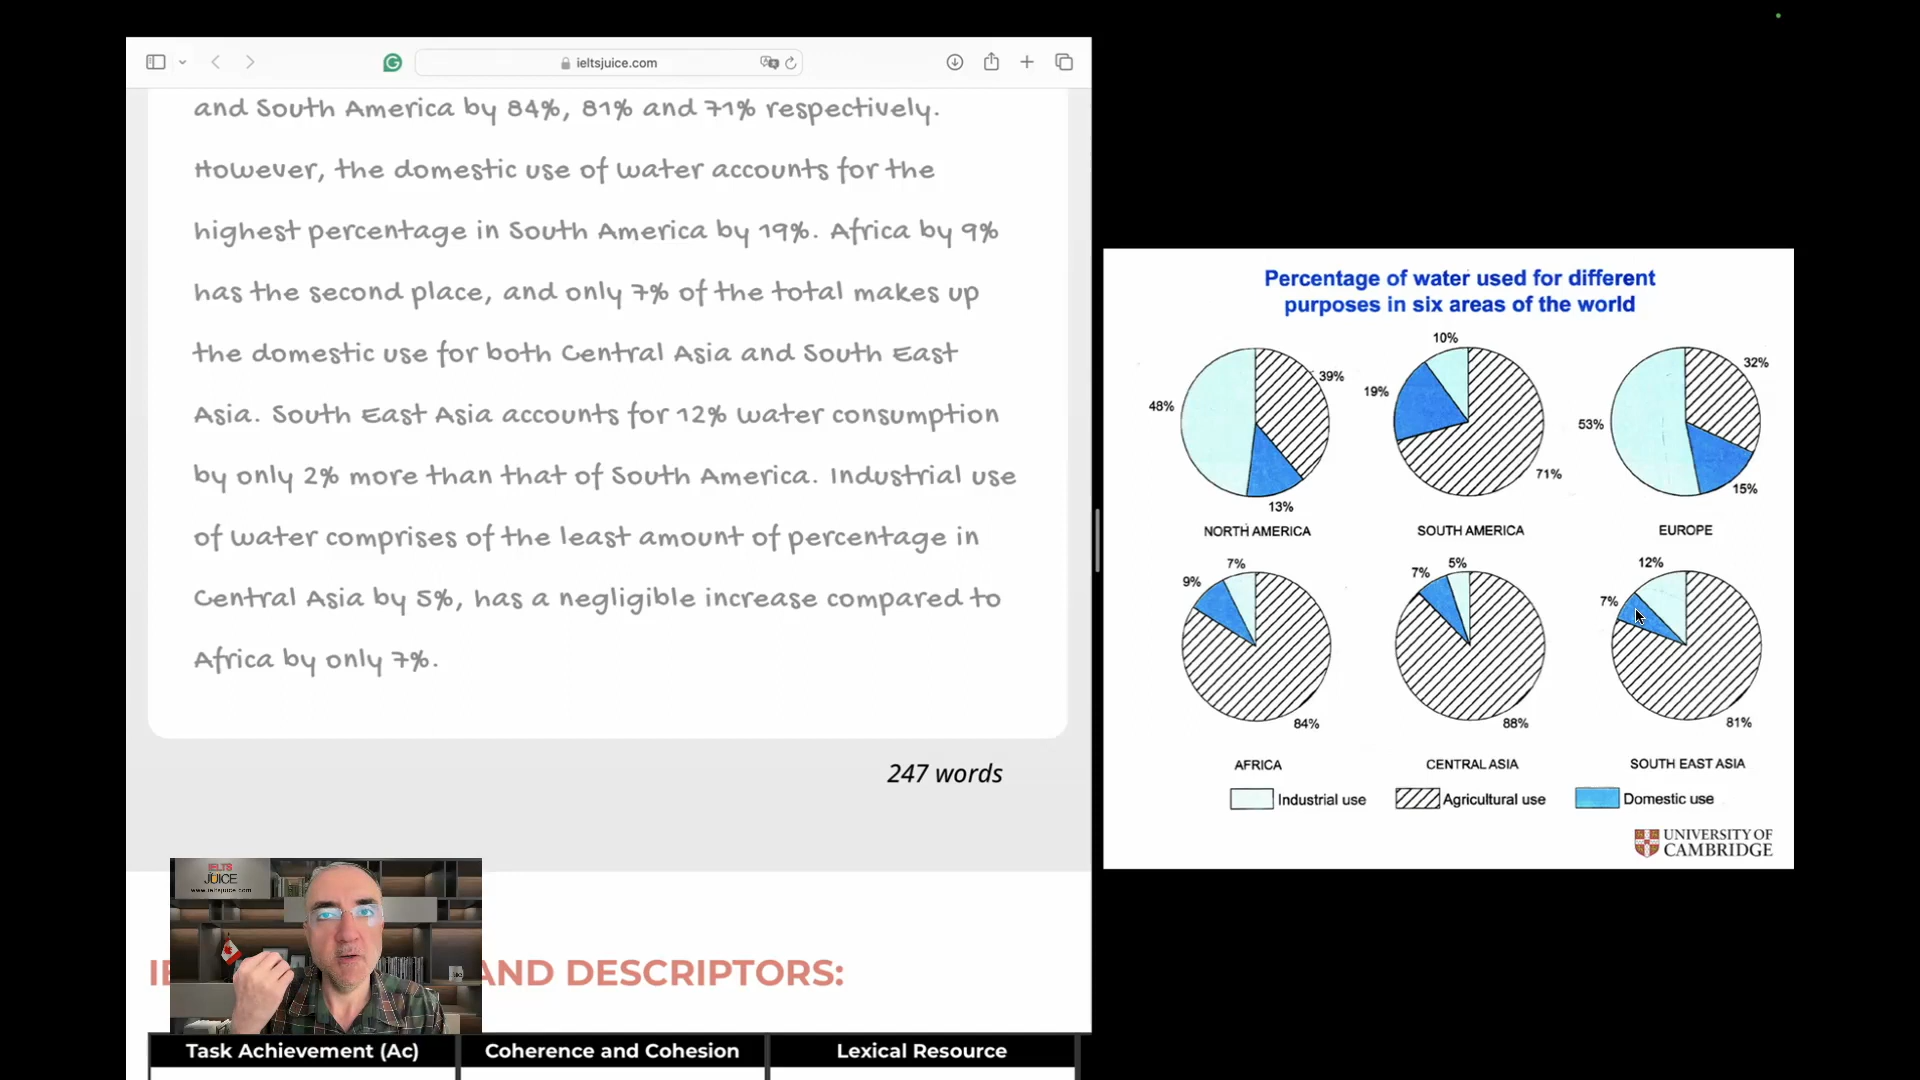 ieltsjuice.com
and South America by 84%, 81% and 71% respectively.
However, the domestic use of water accounts for the
highest percentage in South America by 19%. Africa by 9%
has the second place, and only 7% of the total makes up
the domestic use for both Central Asia and South East
Asia. South East Asia accounts for 12% water consumption
by only 2% more than that of South America. Industrial use
of water comprises of the least amount of percentage in
Central Asia by 5%, has a negligible increase compared to
Africa by only 7%.
247 words
IELTS
JUICE
www.ieltsjuice.com
AND DESCRIPTORS:
Task Achievement (Ac)
Coherence and Cohesion
Lexical Resource
Percentage of water used for different
purposes in six areas of the world
48%
39%
13%
NORTH AMERICA
10%
19%
71%
SOUTH AMERICA
32%
53%
15%
EUROPE
7%
9%
84%
AFRICA
5%
7%
88%
CENTRAL ASIA
12%
7%
81%
SOUTH EAST ASIA
Industrial use
Agricultural use
Domestic use
UNIVERSITY OF
CAMBRIDGE